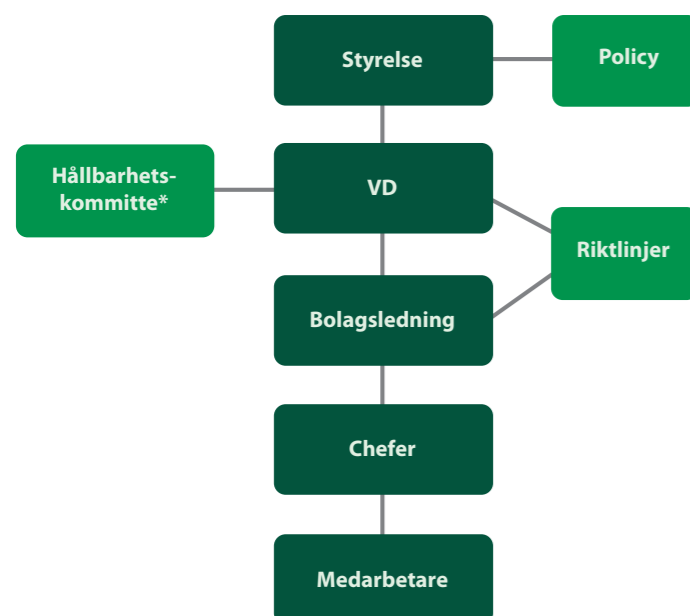 Styrelse
Policy
Hållbarhets-
kommitte*
VD
Riktlinjer
Bolagsledning
Chefer
Medarbetare